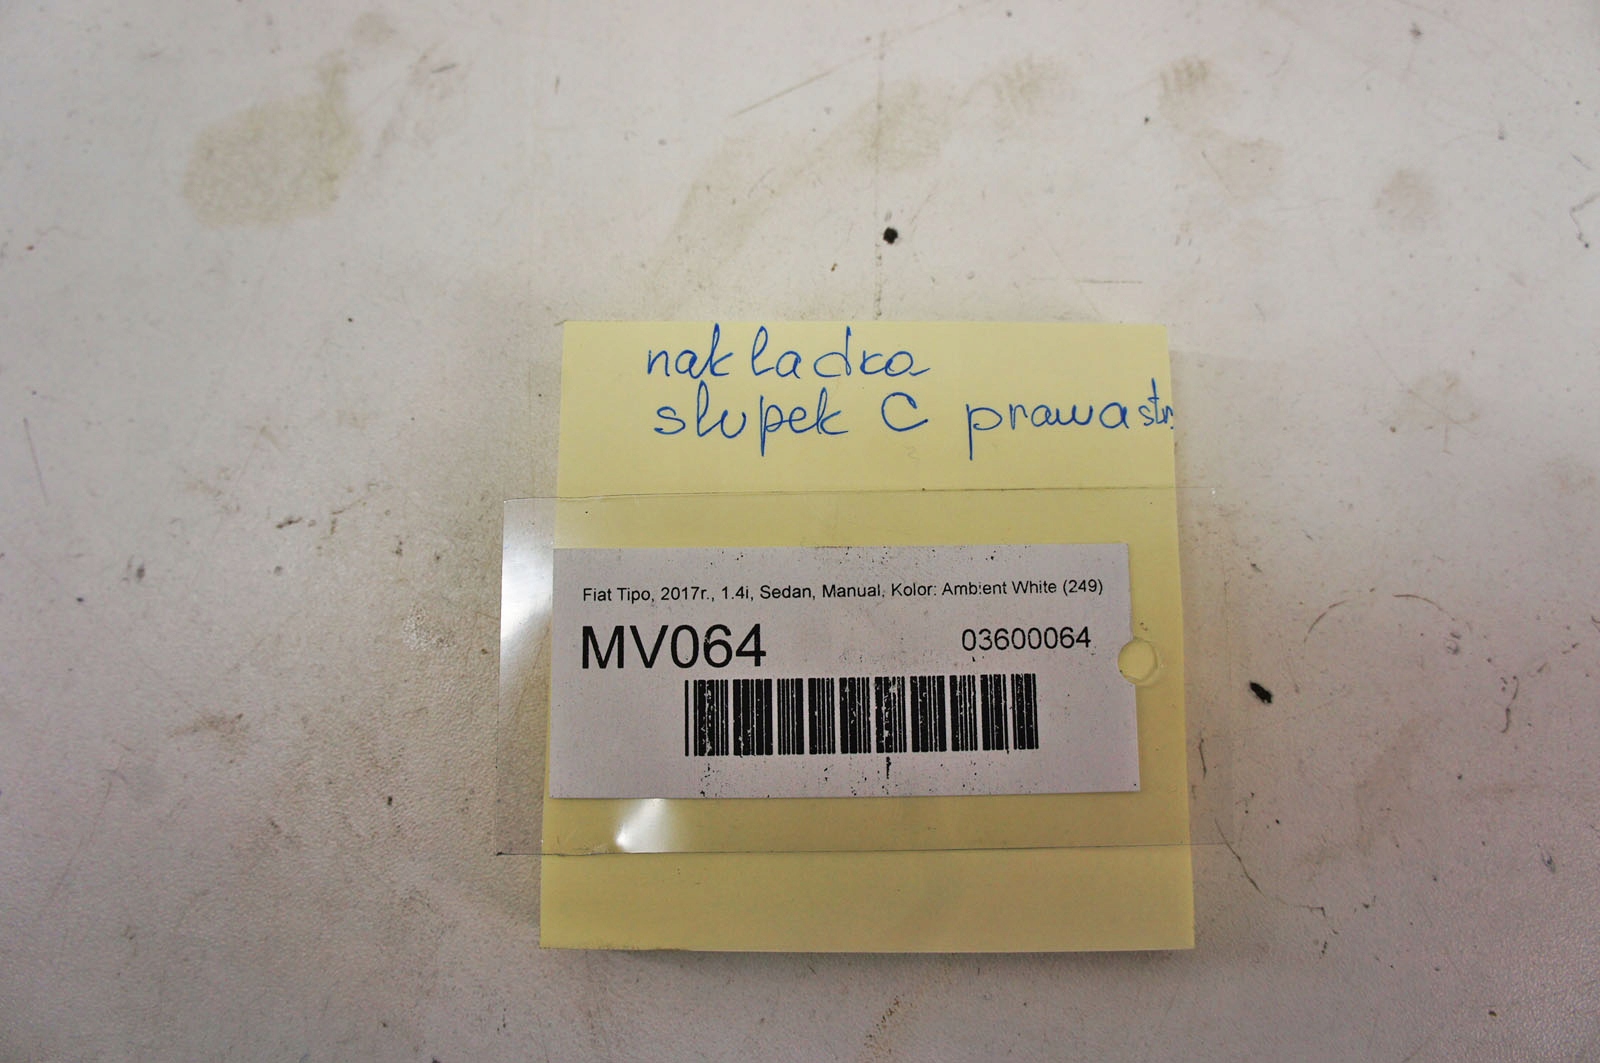 nakladka
slupek C prawa str.
Fiat Tipo, 2017r., 1.4i, Sedan, Manual, Kolor: Ambient White (249)
MV064
03600064